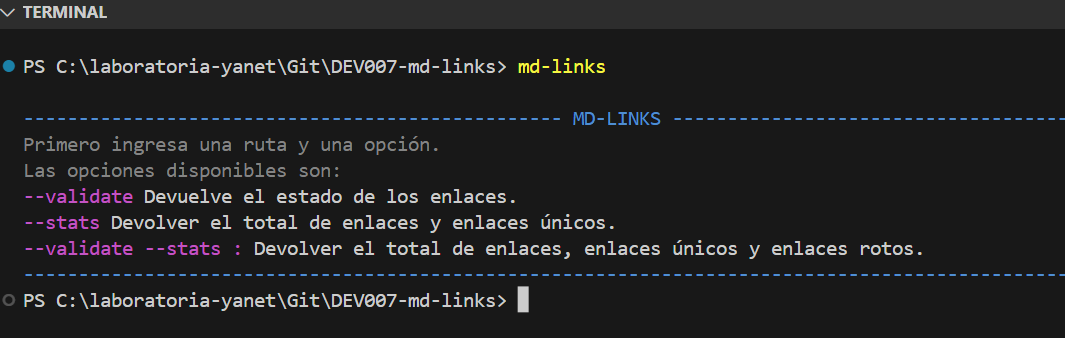 TERMINAL
PS C:\laboratoria-yanet\Git\DEV007-md-links> md-links
------------------------------------------------- MD-LINKS ------------------------------------
Primero ingresa una ruta y una opción.
Las opciones disponibles son:
--validate Devuelve el estado de los enlaces.
--stats Devolver el total de enlaces y enlaces únicos.
--validate --stats : Devolver el total de enlaces, enlaces únicos y enlaces rotos.
-----------------------------------------------------------------------------------------------
PS C:\laboratoria-yanet\Git\DEV007-md-links>